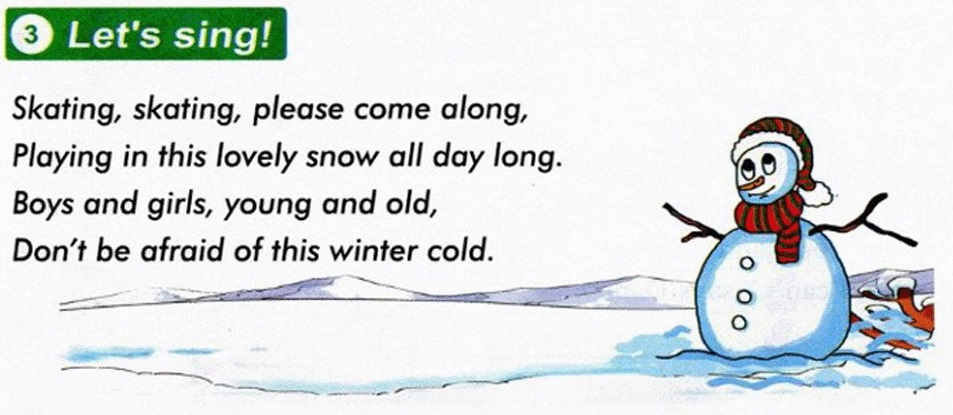 3 Let's sing!
Skating, skating, please come along,
Playing in this lovely snow all day long.
Boys and girls, young and old,
Don't be afraid of this winter cold.